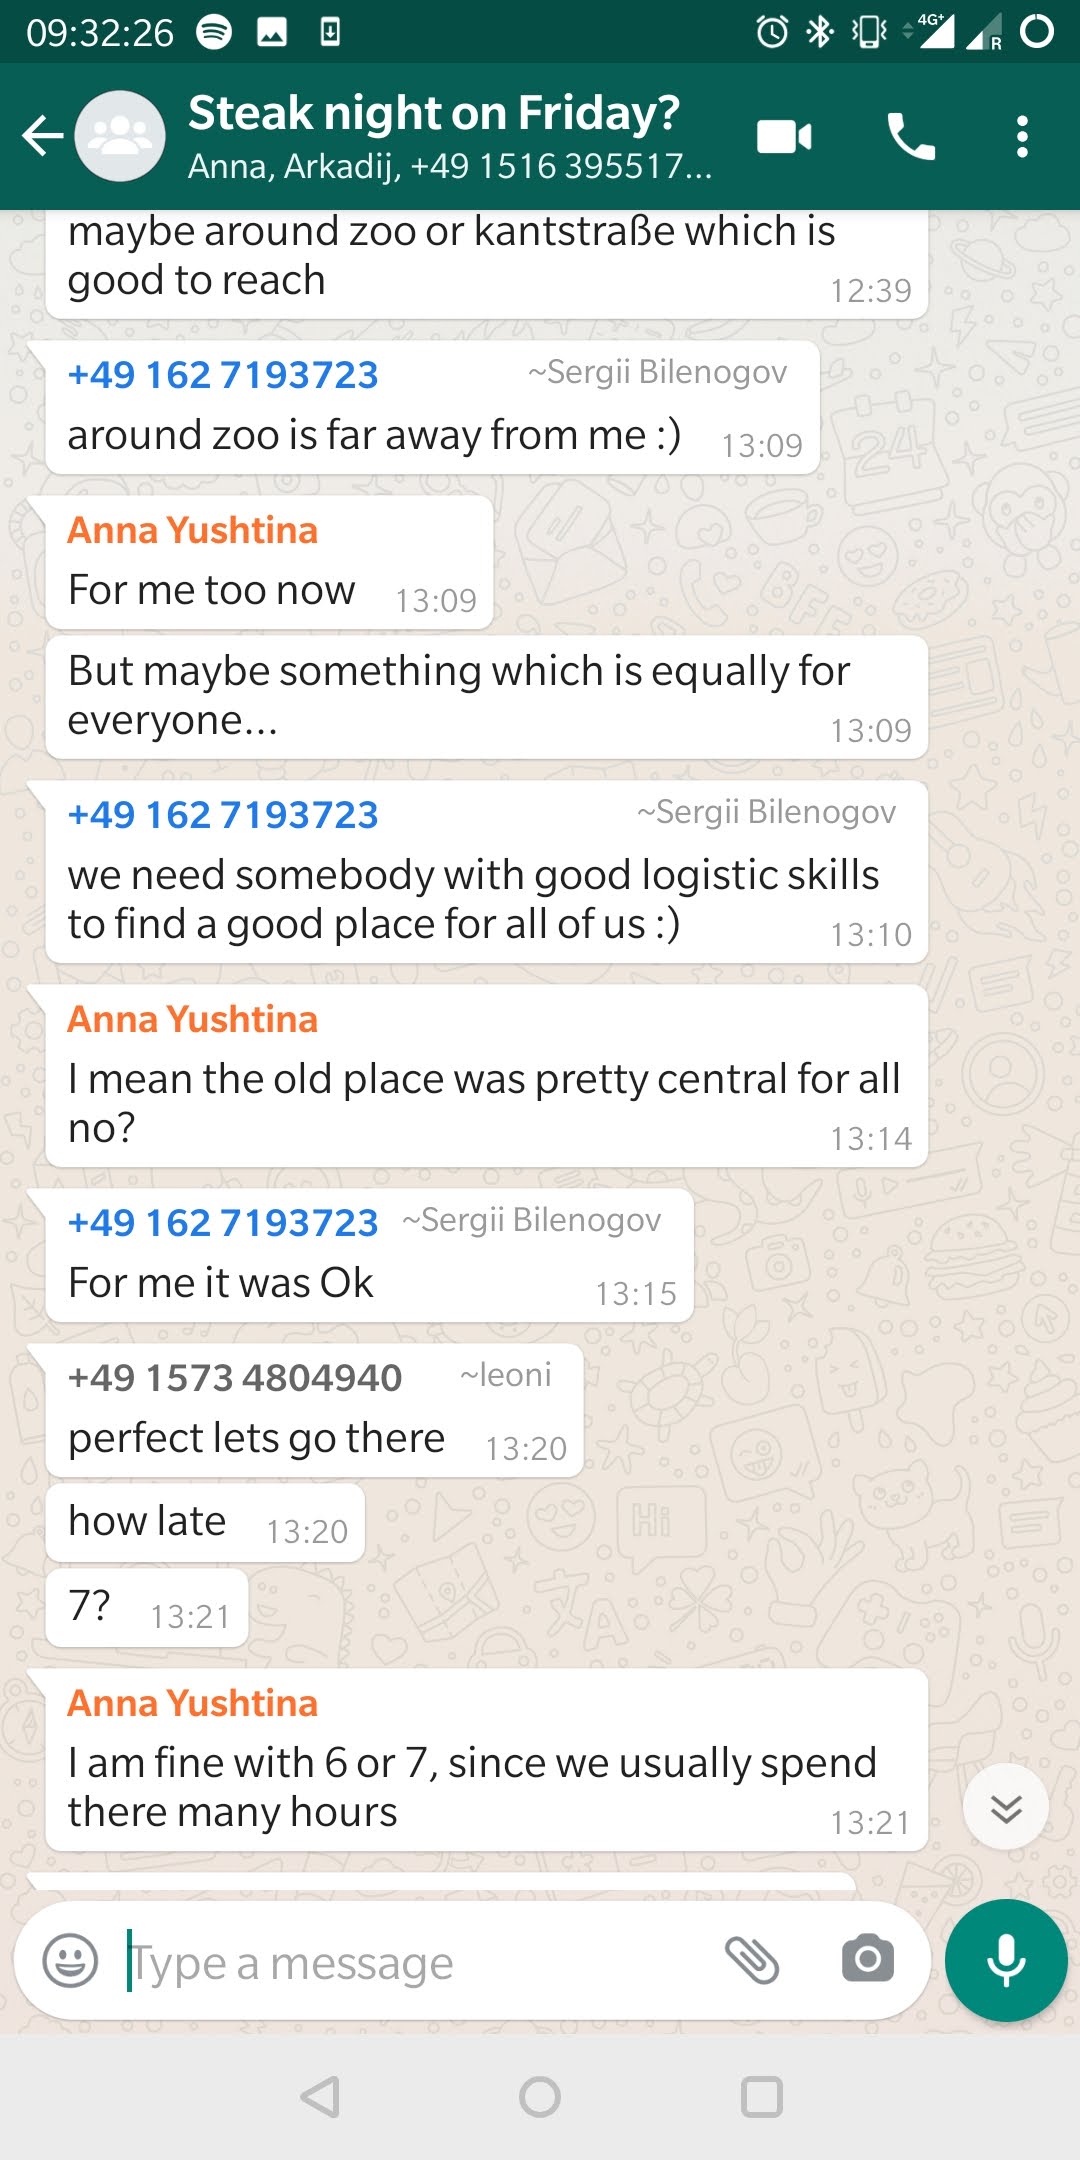 09:32:26
4G+
R
Steak night on Friday?
Anna, Arkadij, +49 1516 395517...
maybe around zoo or kantstraße which is
good to reach
12:39
+49 162 7193723 ~Sergii Bilenogov
around zoo is far away from me :) 13:09
Anna Yushtina
For me too now 13:09
But maybe something which is equally for
everyone...
13:09
+49 162 7193723 ~Sergii Bilenogov
we need somebody with good logistic skills
to find a good place for all of us :)
13:10
Anna Yushtina
I mean the old place was pretty central for all
no?
13:14
+49 162 7193723 ~Sergii Bilenogov
For me it was Ok 13:15
+49 1573 4804940 ~leoni
perfect lets go there 13:20
how late 13:20
7? 13:21
Anna Yushtina
I am fine with 6 or 7, since we usually spend
there many hours
13:21
Type a message